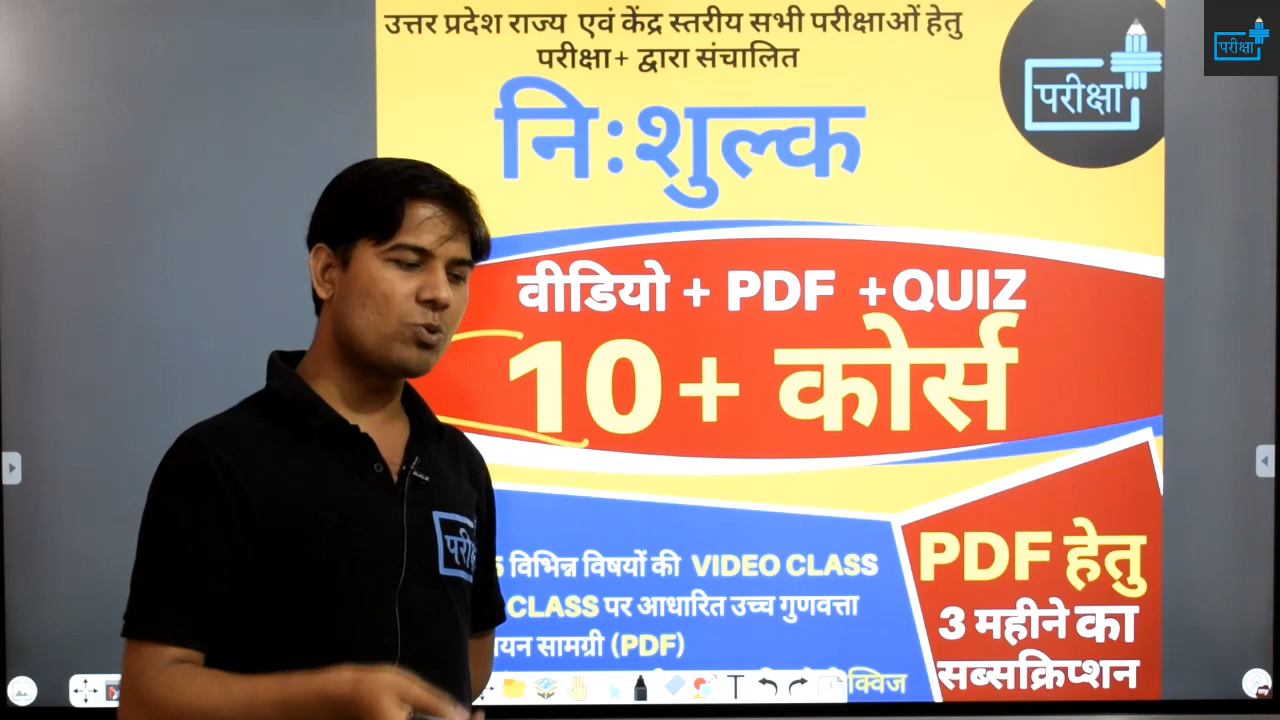 उत्तर प्रदेश राज्य एवं केंद्र स्तरीय सभी परीक्षाओं हेतु
परीक्षा+ द्वारा संचालित
परीक्षा
परीक्षा
नि:शुल्क
वीडियो + PDF +QUIZ
10+ कोर्स
विभिन्न विषयों की VIDEO CLASS
CLASS पर आधारित उच्च गुणवत्ता
सामग्री (PDF)
क्विज
PDF हेतु
3 महीने का
सब्सक्रिप्शन